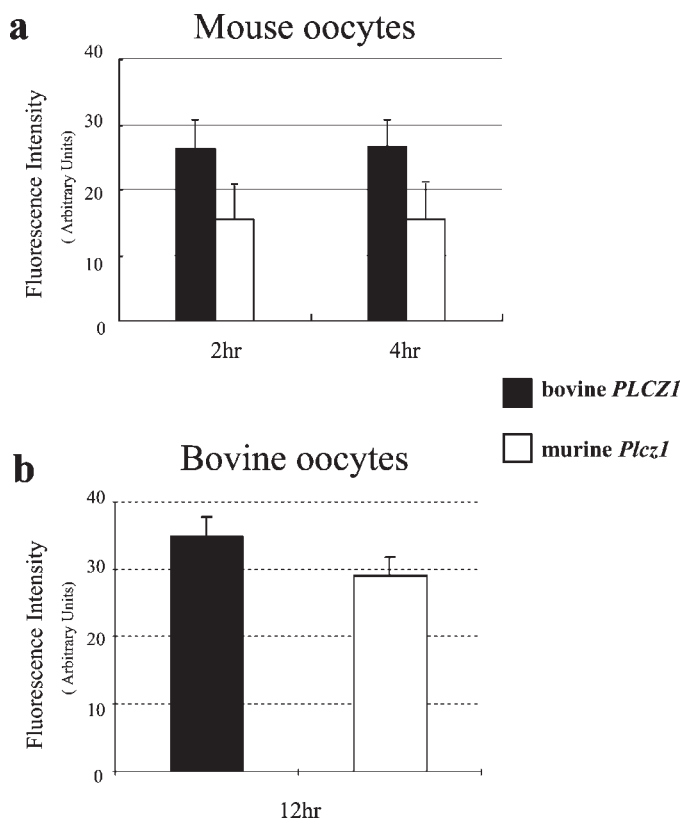 a
Mouse oocytes
Fluorescence Intensity
( Arbitrary Units)
40
30
20
10
0
2hr
4hr
bovine PLCZ1
murine Plcz1
b
Bovine oocytes
Fluorescence Intensity
( Arbitrary Units)
40
30
20
10
0
12hr